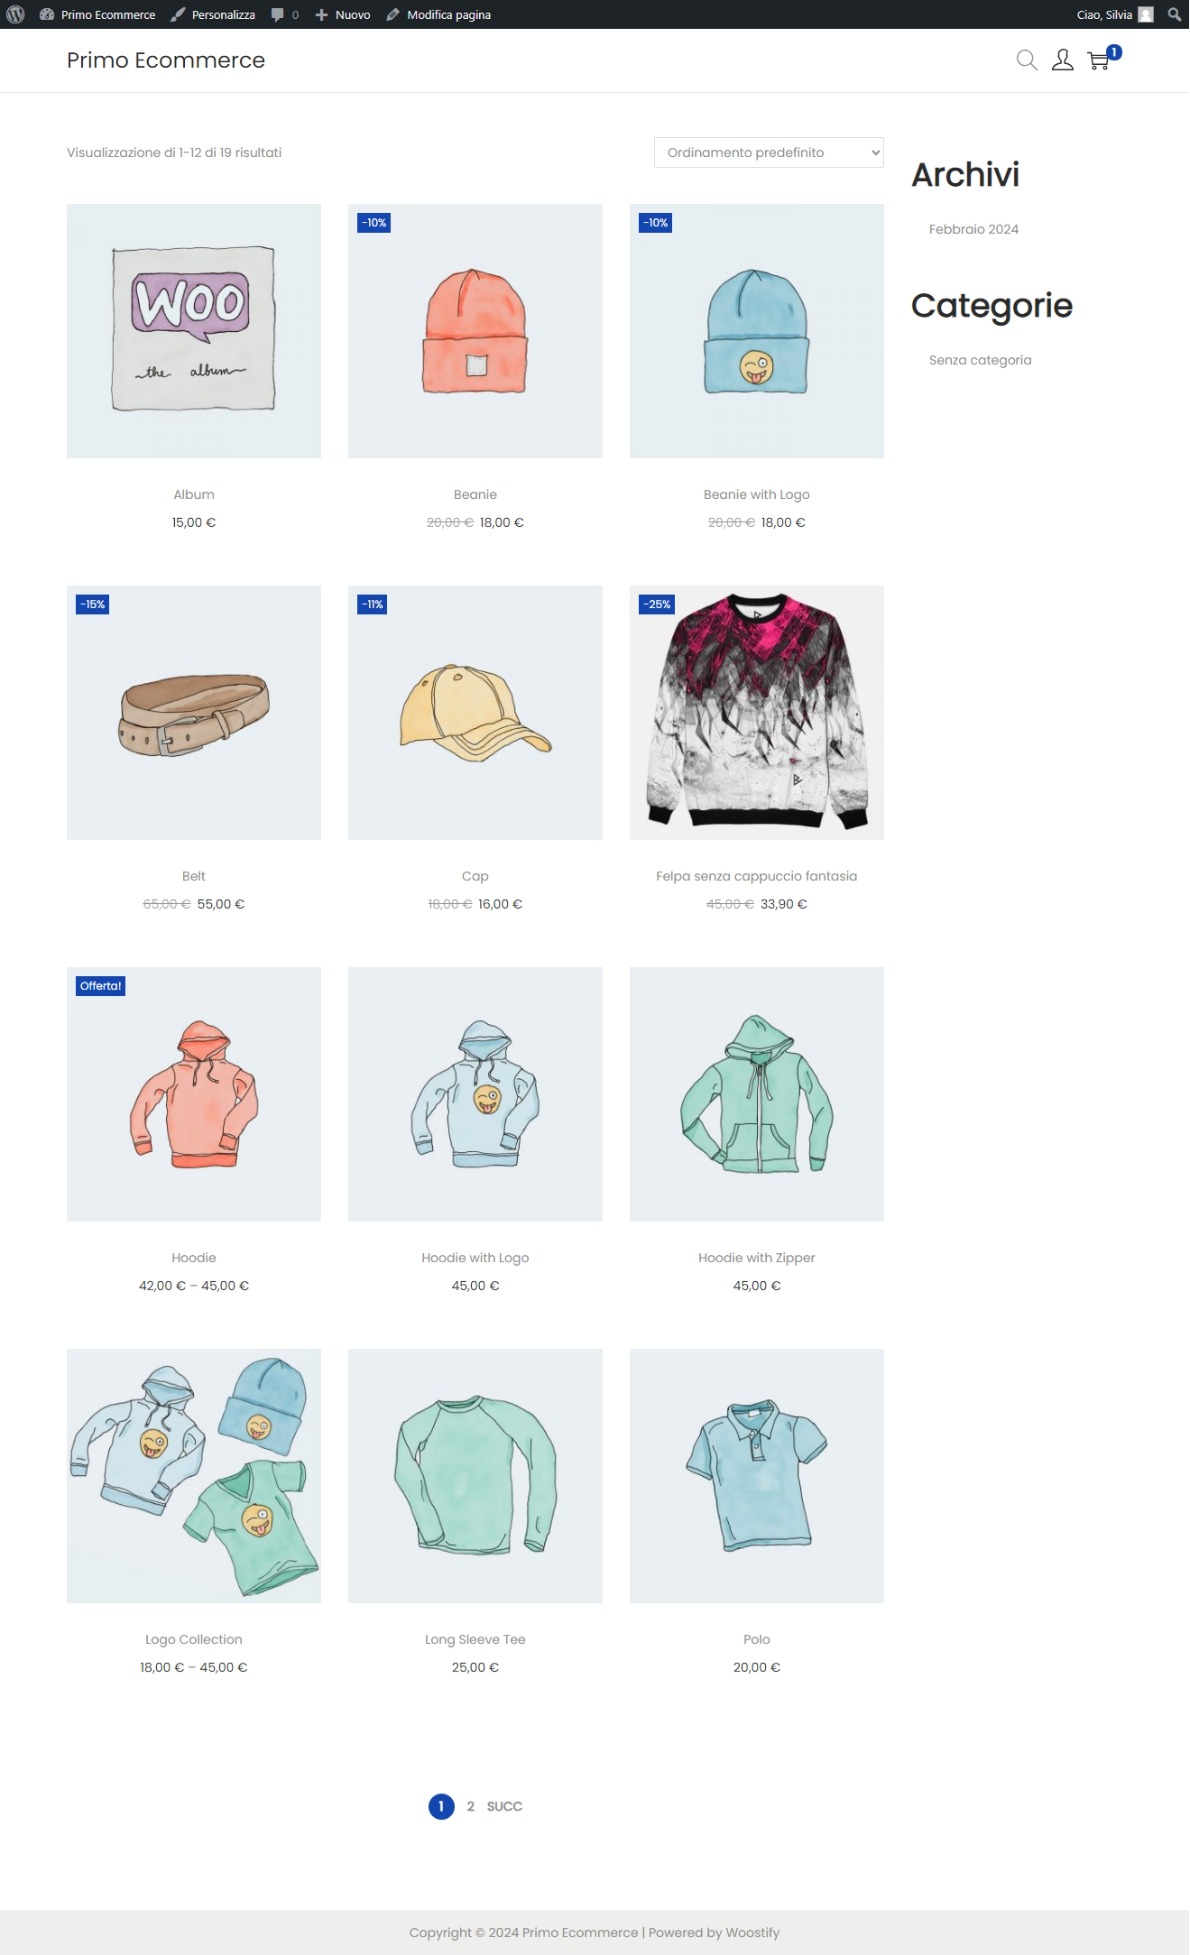 Primo Ecommerce Personalizza 0 Nuovo Modifica pagina Ciao, Silvia
Primo Ecommerce 1
Visualizzazione di 1-12 di 19 risultati
Ordinamento predefinito
Archivi
Febbraio 2024
Categorie
Senza categoria
WOO
the album
-10%
-10%
Album
15,00 €
Beanie
20,00 € 18,00 €
Beanie with Logo
20,00 € 18,00 €
-15%
-11%
-25%
Belt
65,00 € 55,00 €
Cap
18,00 € 16,00 €
Felpa senza cappuccio fantasia
45,00 € 33,90 €
Offerta!
Hoodie
42,00 € – 45,00 €
Hoodie with Logo
45,00 €
Hoodie with Zipper
45,00 €
Logo Collection
18,00 € – 45,00 €
Long Sleeve Tee
25,00 €
Polo
20,00 €
1 2 SUCC
Copyright © 2024 Primo Ecommerce | Powered by Woostify